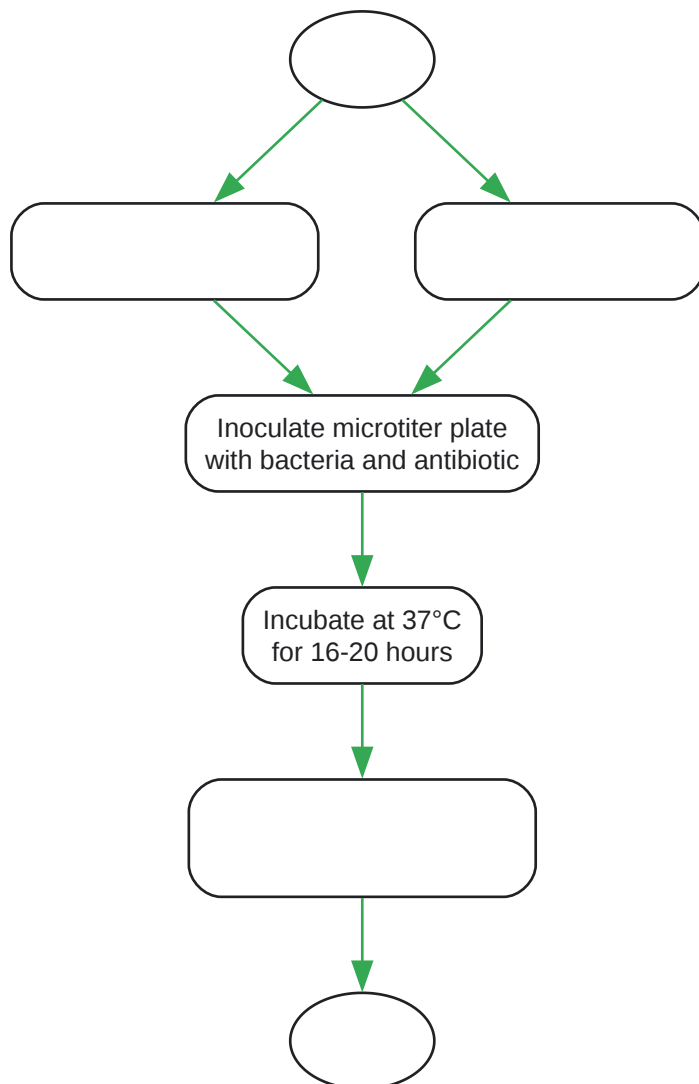 Inoculate microtiter plate
with bacteria and antibiotic
Incubate at 37°C
for 16-20 hours